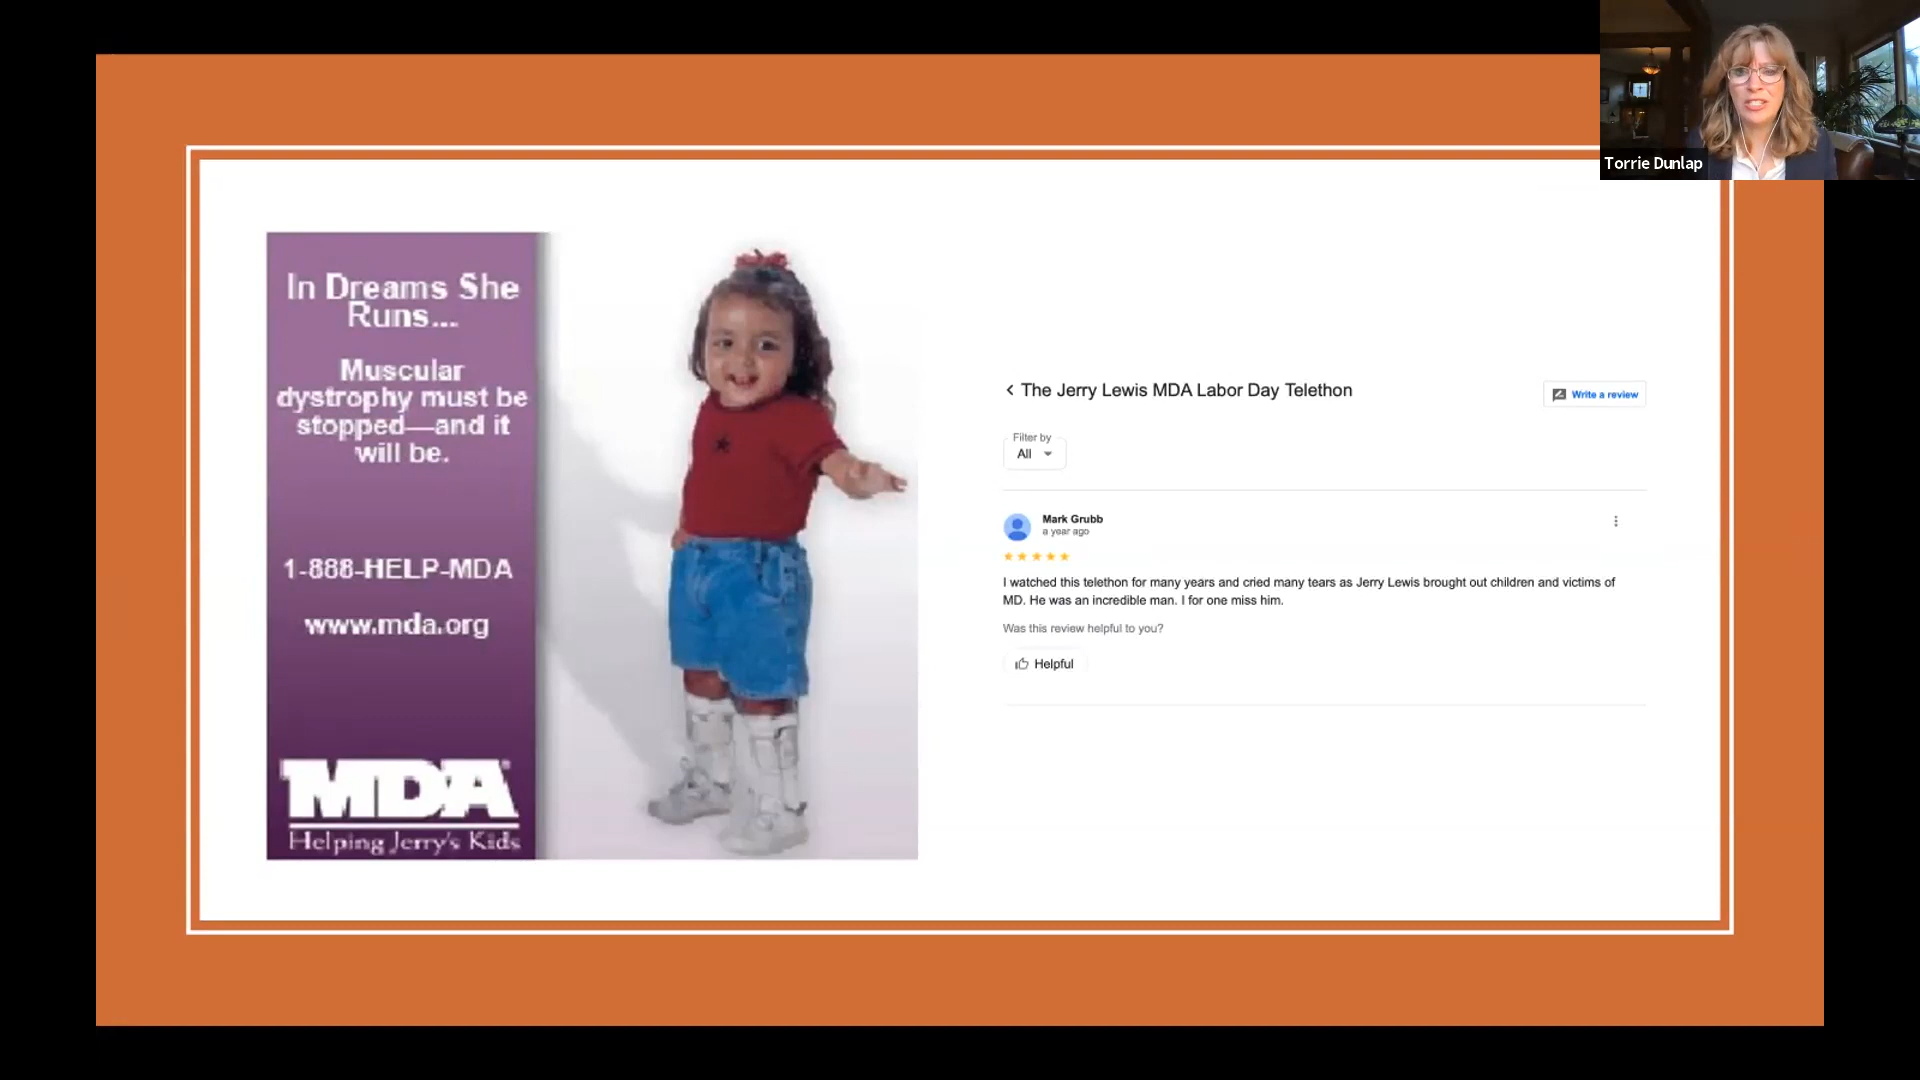 Torrie Dunlap
In Dreams She
Runs...
Muscular
dystrophy must be
stopped—and it
will be.
1-888-HELP-MDA
www.mda.org
MDA
Helping Jerry's Kids
The Jerry Lewis MDA Labor Day Telethon
Write a review
Filter by
All
Mark Grubb
a year ago
I watched this telethon for many years and cried many tears as Jerry Lewis brought out children and victims of
MD. He was an incredible man. I for one miss him.
Was this review helpful to you?
Helpful